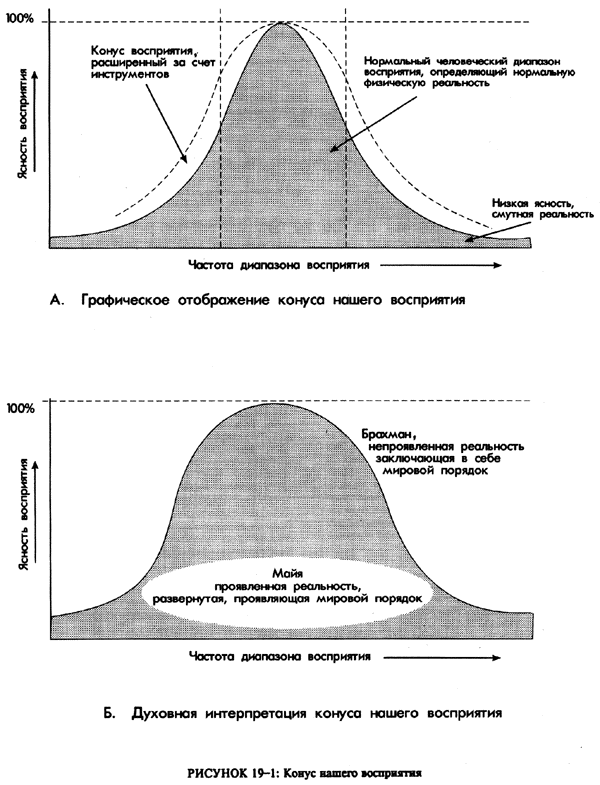 100%
Конус восприятия,
расширенный за счет
инструментов
Нормальный человеческий диапазон
восприятия, определяющий нормальную
физическую реальность
Ясность восприятия
Низкая ясность,
смутная реальность
Частота диапазона восприятия
А. Графическое отображение конуса нашего восприятия
100%
Брахман,
непроявленная реальность
заключающая в себе
мировой порядок
Ясность восприятия
Майя
проявленная реальность,
развернутая, проявляющая мировой порядок
Частота диапазона восприятия
Б. Духовная интерпретация конуса нашего восприятия
РИСУНОК 19–1: Конус нашего восприятия